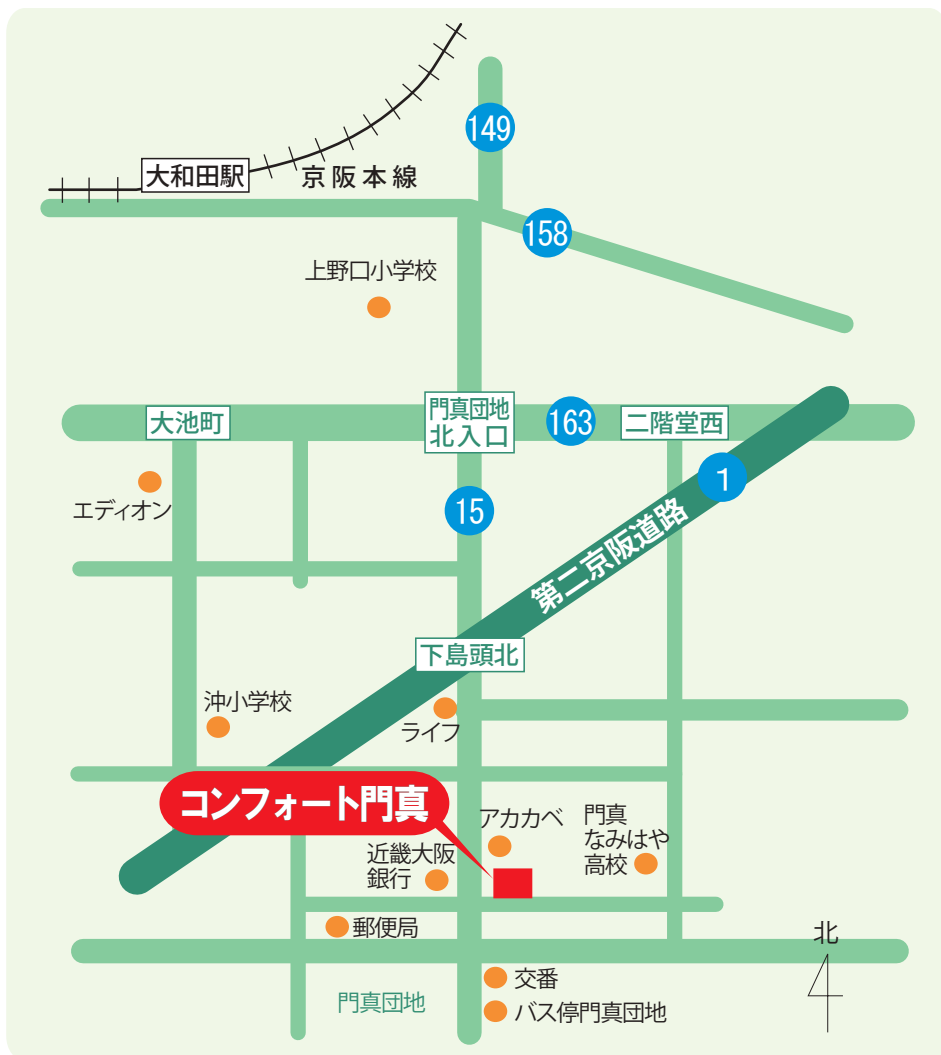 149
大和田駅
京阪本線
158
上野口小学校
大池町
門真団地
北入口
163
二階堂西
1
エディオン
15
第二京阪道路
下島頭北
沖小学校
ライフ
コンフォート門真
アカカベ
門真
なみはや
高校
近畿大阪
銀行
郵便局
北
交番
門真団地
バス停門真団地